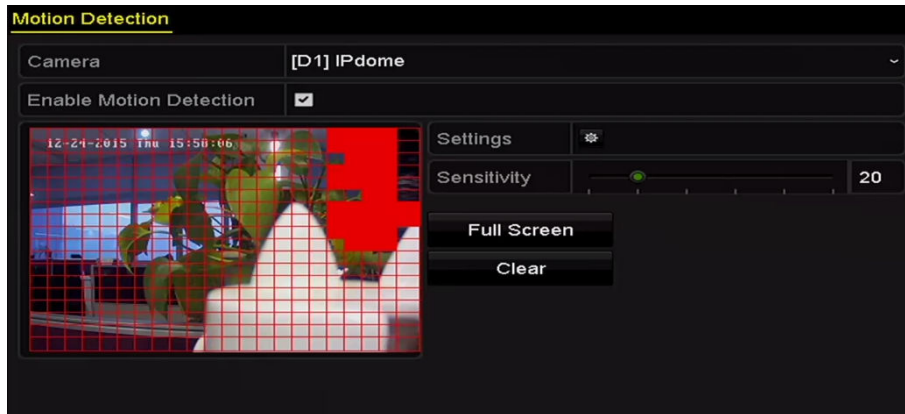 Motion Detection
Camera
[D1] IPdome
Enable Motion Detection
12-24-2015 Thu 15:50:06
Settings
Sensitivity
20
Full Screen
Clear